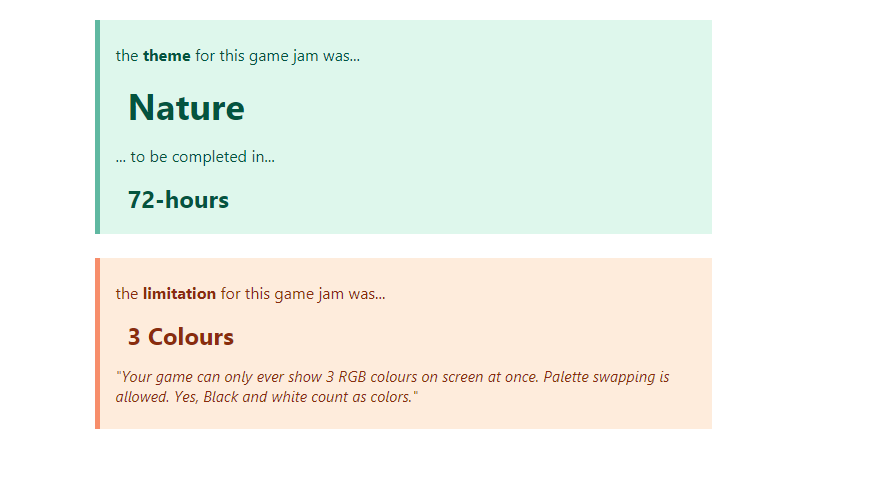 the theme for this game jam was...
Nature
... to be completed in...
72-hours
the limitation for this game jam was...
3 Colours
"Your game can only ever show 3 RGB colours on screen at once. Palette swapping is
allowed. Yes, Black and white count as colors."